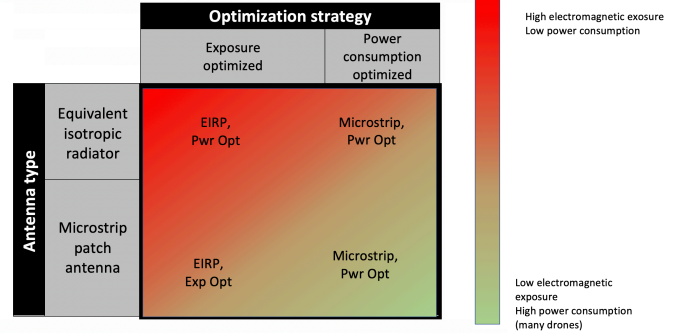 Optimization strategy
Exposure
optimized
Power
consumption
optimized
Antenna type
Equivalent
isotropic
radiator
Microstrip
patch
antenna
EIRP,
Pwr Opt
Microstrip,
Pwr Opt
EIRP,
Exp Opt
Microstrip,
Pwr Opt
High electromagnetic exosure
Low power consumption
Low electromagnetic
exposure
High power consumption
(many drones)